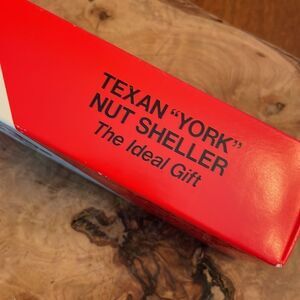 TEXAN “YORK”
NUT SHELLER
The Ideal Gift